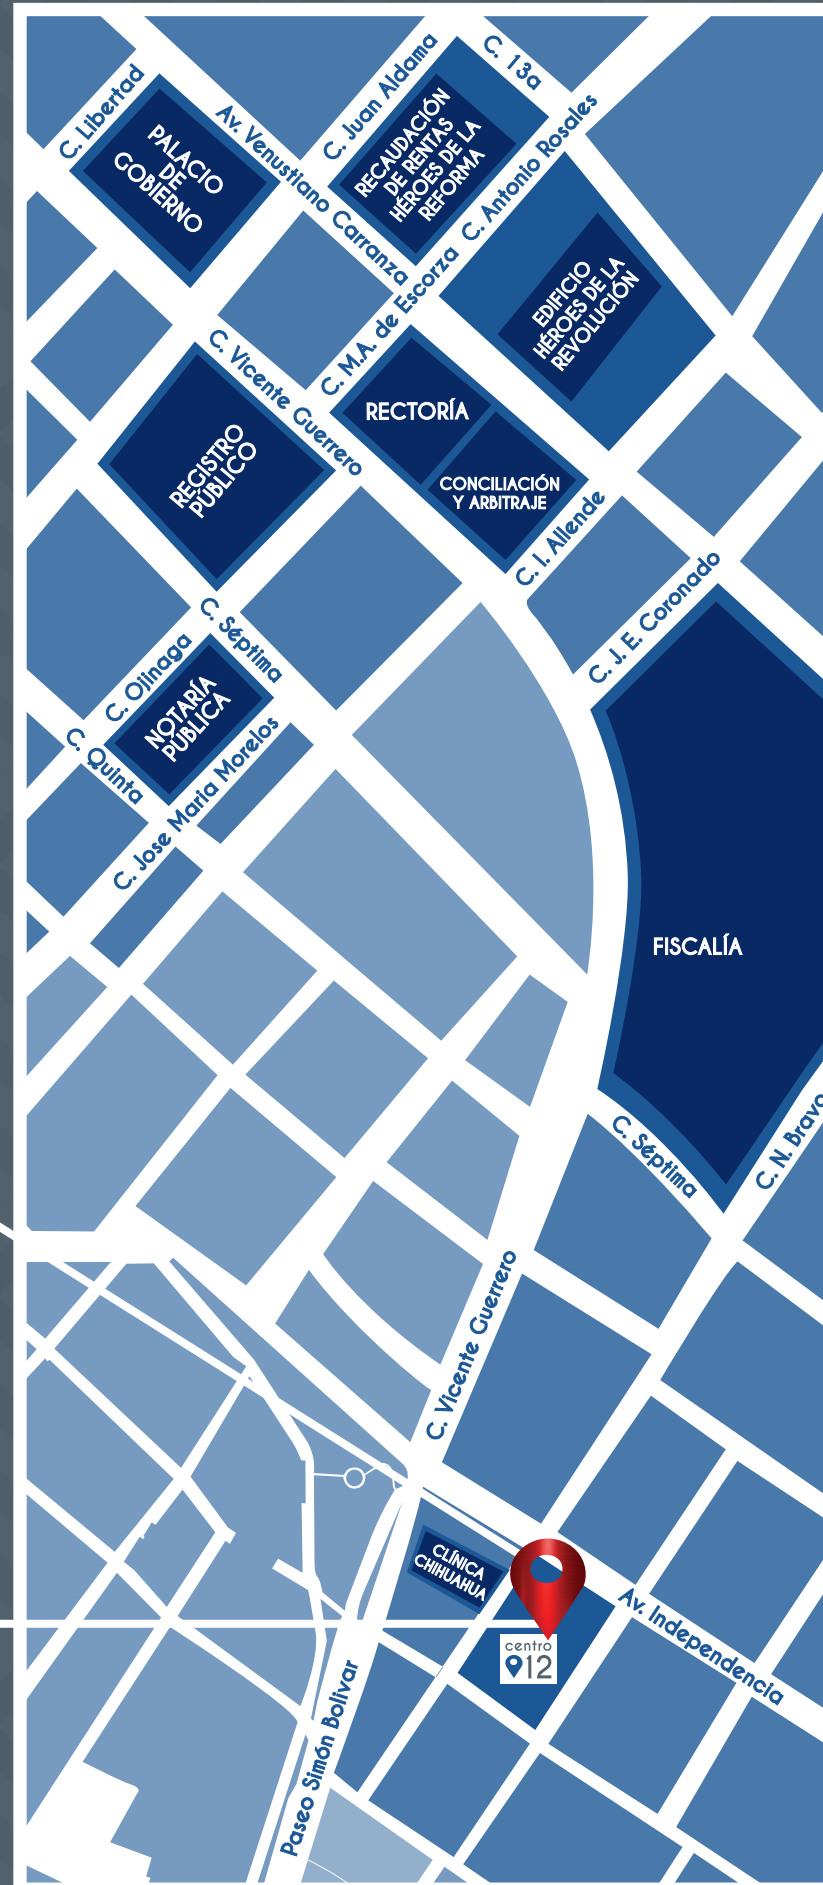 C. Libertad
PALACIO
DE
GOBIERNO
Av. Venustiano Carranza
C. Juan Aldama
RECAUDACIÓN
DE RENTAS
HÉROES DE LA
REFORMA
C. 13a
C. Antonio Rosales
C. M.A. de Escorza
EDIFICIO
HÉROES DE LA
REVOLUCIÓN
C. Vicente Guerrero
RECTORÍA
CONCILIACIÓN
Y ARBITRAJE
REGISTRO
PÚBLICO
C. I. Allende
C. J. E. Coronado
C. Séptima
C. Ojinaga
NOTARÍA
PÚBLICA
C. Quinta
C. Jose Maria Morelos
FISCALÍA
C. Séptima
C. N. Bravo
C. Vicente Guerrero
CLÍNICA
CHIHUAHUA
Av. Independencia
centro
912
Paseo Simón Bolivar